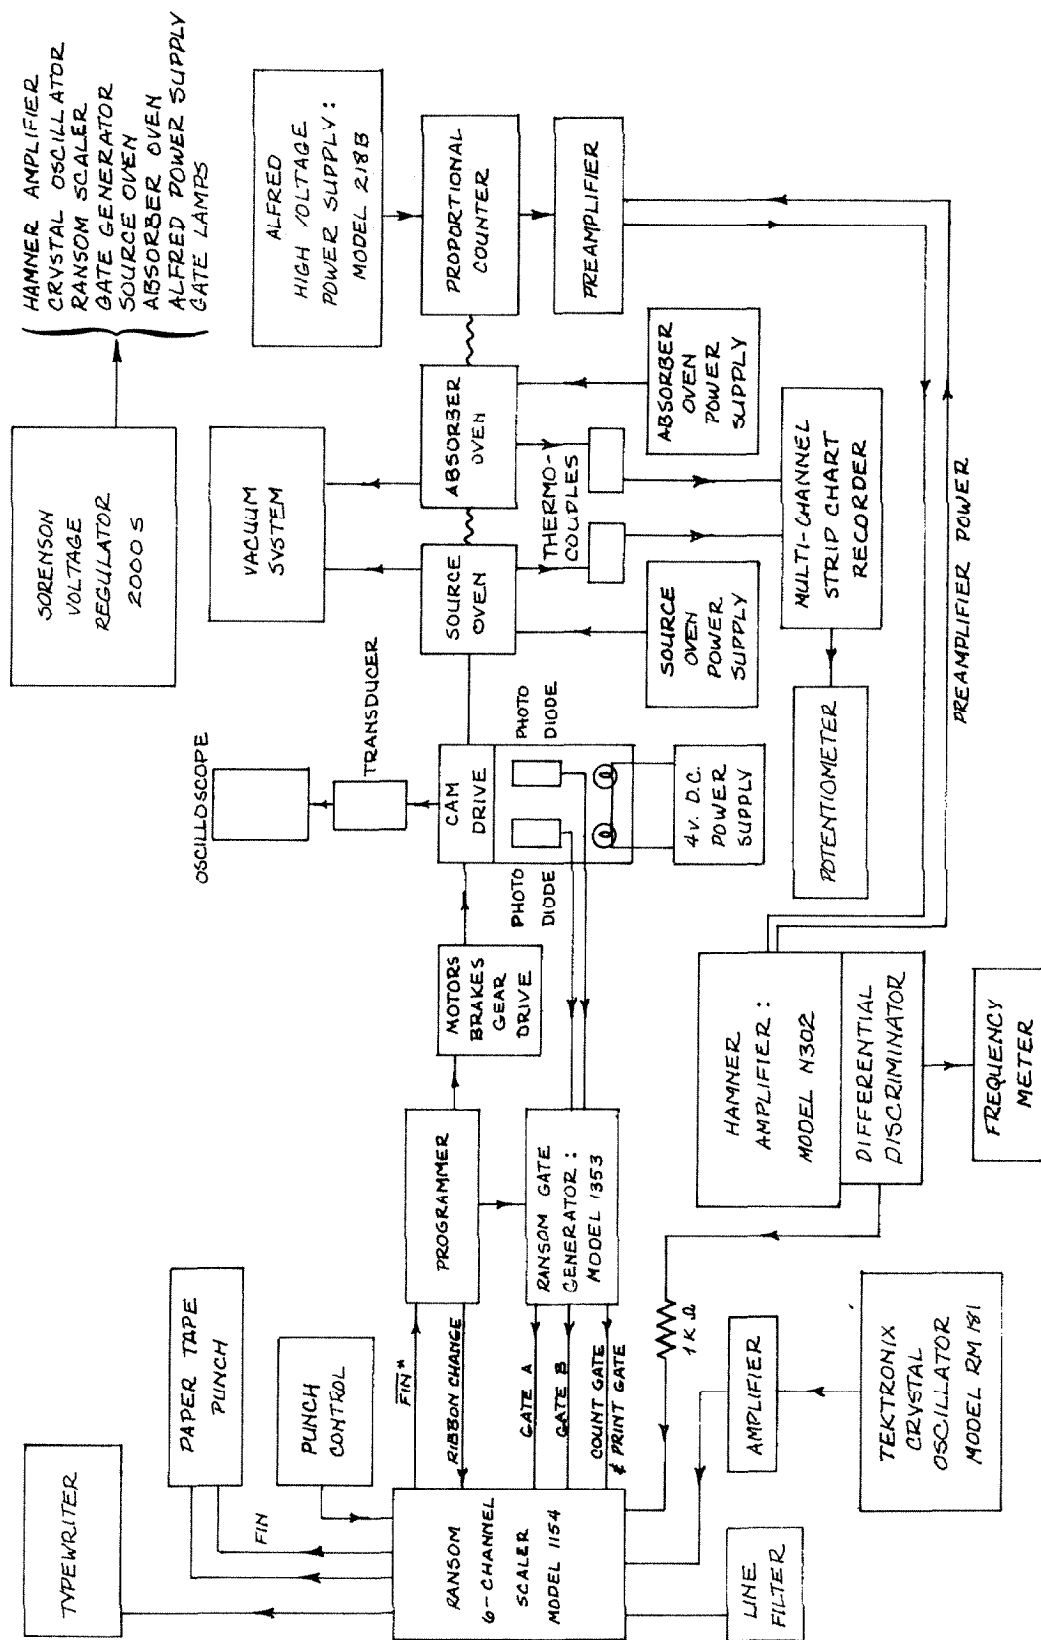 TYPEWRITER
PAPER TAPE
PUNCH
PUNCH
CONTROL
FIN
RANSOM
6-CHANNEL
SCALER
MODEL 1154
LINE
FILTER
FIN*
RIBBON CHANGE
GATE A
GATE B
COUNT GATE
& PRINT GATE
1 K Ω
AMPLIFIER
TEKTRONIX
CRYSTAL
OSCILLATOR
MODEL RM 181
PROGRAMMER
RANSOM GATE
GENERATOR:
MODEL 1353
HAMNER
AMPLIFIER:
MODEL N302
DIFFERENTIAL
DISCRIMINATOR
FREQUENCY
METER
MOTORS
BRAKES
GEAR
DRIVE
OSCILLOSCOPE
TRANSDUCER
CAM
DRIVE
PHOTO
DIODE
PHOTO
DIODE
4v. D.C.
POWER
SUPPLY
POTENTIOMETER
SORENSON
VOLTAGE
REGULATOR
2000 S
VACUUM
SYSTEM
SOURCE
OVEN
ABSORBER
OVEN
THERMO-
COUPLES
SOURCE
OVEN
POWER
SUPPLY
ABSORBER
OVEN
POWER
SUPPLY
MULTI-CHANNEL
STRIP CHART
RECORDER
PREAMPLIFIER POWER
HAMNER AMPLIFIER
CRYSTAL OSCILLATOR
RANSOM SCALER
GATE GENERATOR
SOURCE OVEN
ABSORBER OVEN
ALFRED POWER SUPPLY
GATE LAMPS
ALFRED
HIGH VOLTAGE
POWER SUPPLY:
MODEL 218B
PROPORTIONAL
COUNTER
PREAMPLIFIER